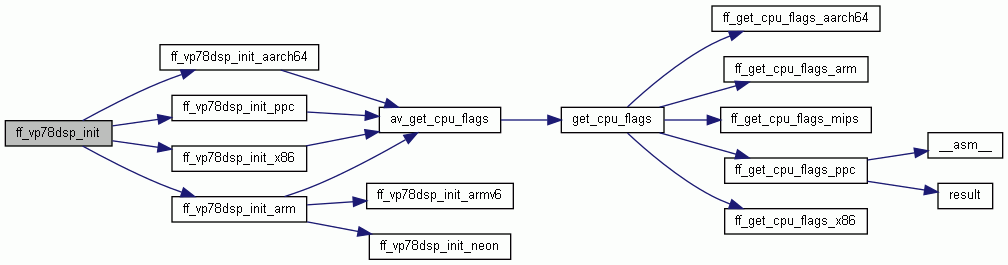 ff_vp78dsp_init
ff_vp78dsp_init_aarch64
ff_vp78dsp_init_ppc
ff_vp78dsp_init_x86
ff_vp78dsp_init_arm
av_get_cpu_flags
ff_vp78dsp_init_armv6
ff_vp78dsp_init_neon
get_cpu_flags
ff_get_cpu_flags_aarch64
ff_get_cpu_flags_arm
ff_get_cpu_flags_mips
ff_get_cpu_flags_ppc
ff_get_cpu_flags_x86
__asm__
result